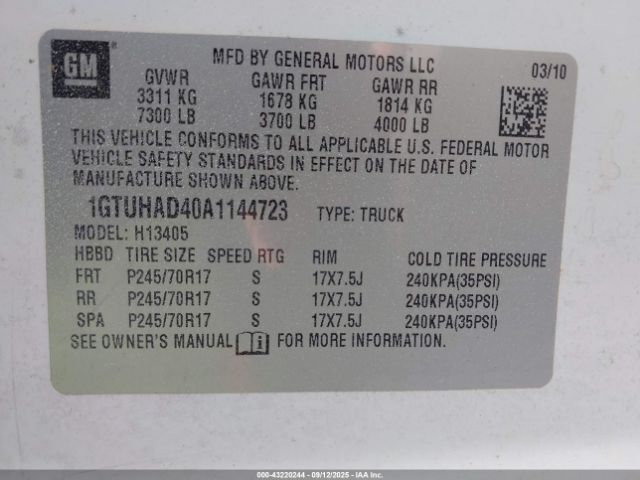 GM
MFD BY GENERAL MOTORS LLC 03/10
GVWR GAWR FRT GAWR RR
3311 KG 1678 KG 1814 KG
7300 LB 3700 LB 4000 LB
THIS VEHICLE CONFORMS TO ALL APPLICABLE U.S. FEDERAL MOTOR
VEHICLE SAFETY STANDARDS IN EFFECT ON THE DATE OF
MANUFACTURE SHOWN ABOVE.
1GTUHAD40A1144723 TYPE: TRUCK
MODEL: H13405
HBBD TIRE SIZE SPEED RTG RIM COLD TIRE PRESSURE
FRT P245/70R17 S 17X7.5J 240KPA(35PSI)
RR P245/70R17 S 17X7.5J 240KPA(35PSI)
SPA P245/70R17 S 17X7.5J 240KPA(35PSI)
SEE OWNER'S MANUAL FOR MORE INFORMATION.
000-43220244 - 09/12/2025 - IAAI.com